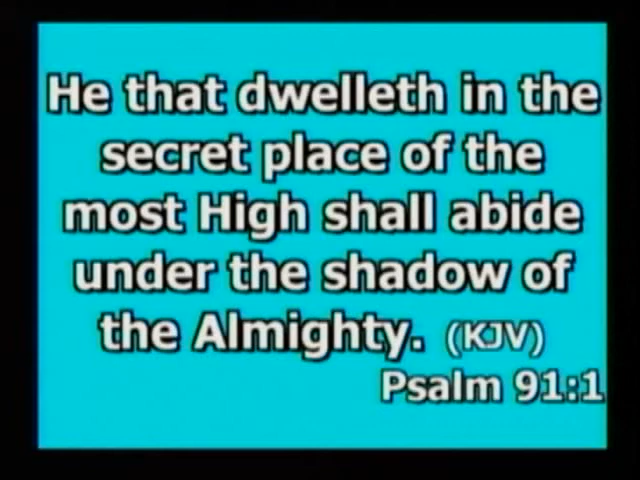 He that dwelleth in the
secret place of the
most High shall abide
under the shadow of
the Almighty. (KJV)
Psalm 91:1